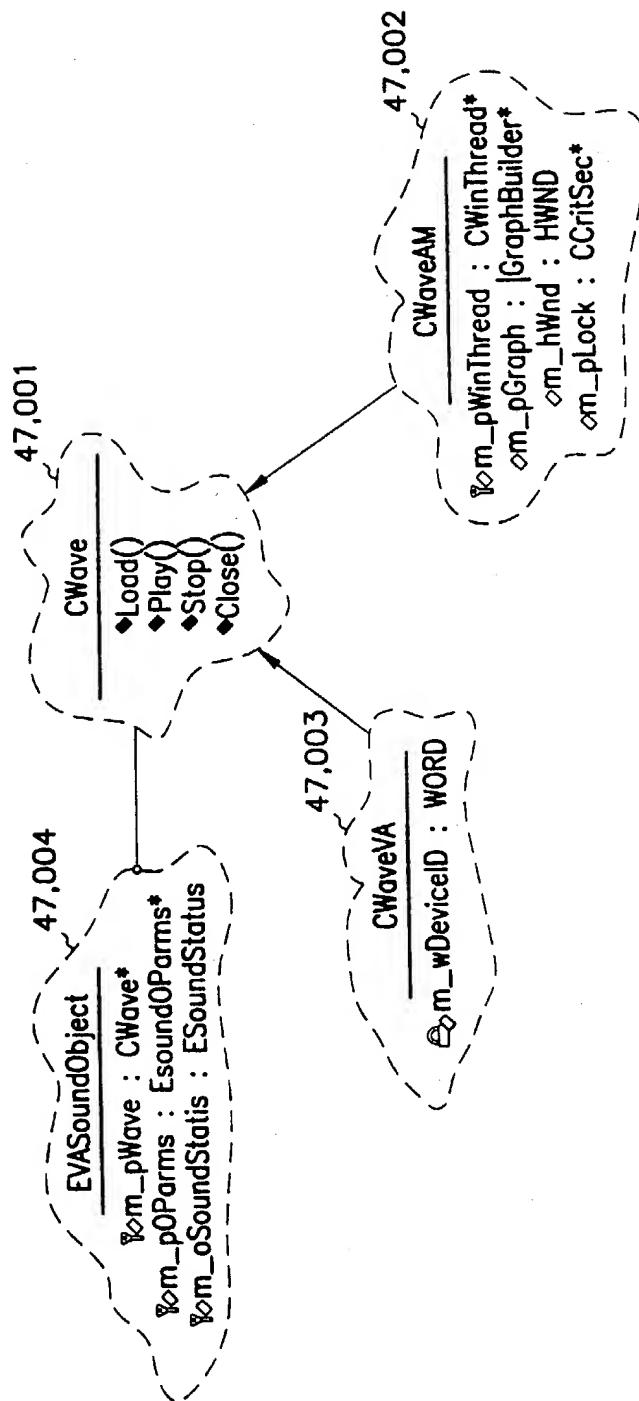 47,004
EVASoundObject
m_pWave : CWave*
m_pOParms : EsoundOParms*
m_oSoundStatis : ESoundStatus
47,001
CWave
Load()
Play()
Stop()
Close()
47,003
CWaveVA
m_wDeviceID : WORD
47,002
CWaveAM
m_pWinThread : CWinThread*
m_pGraph : |GraphBuilder*
m_hWnd : HWND
m_pLock : CCritSec*